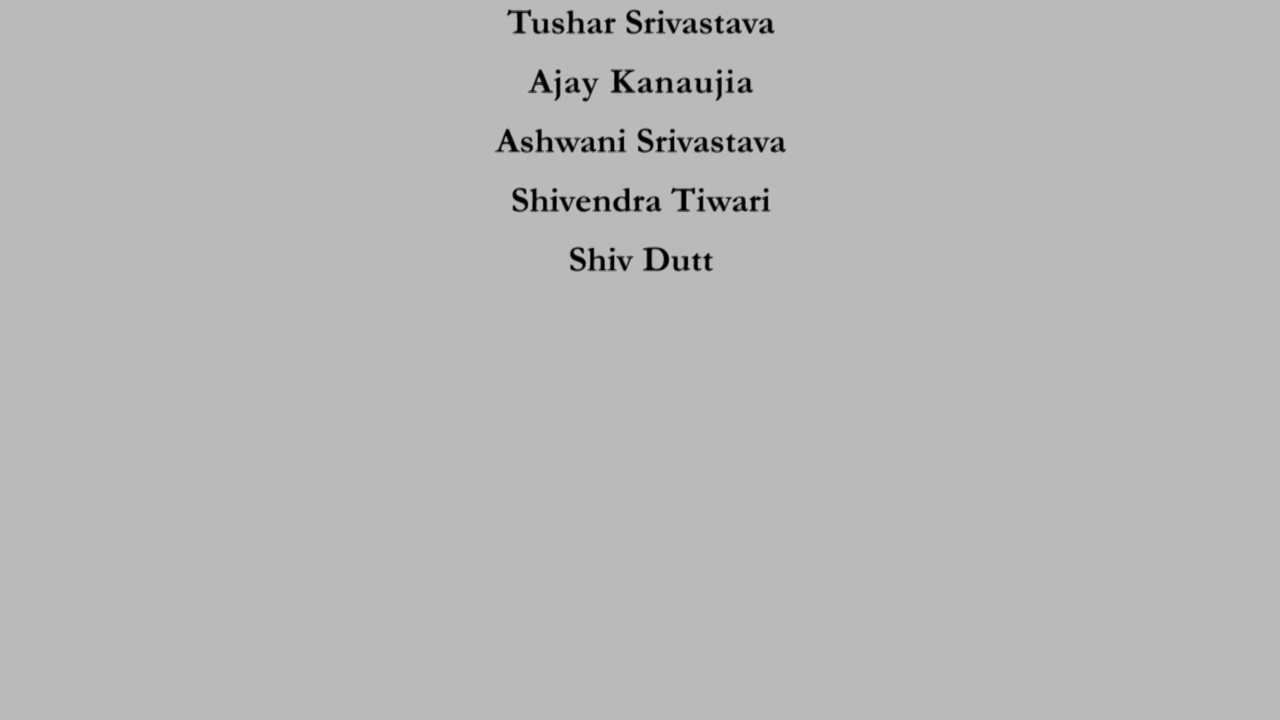 Tushar Srivastava
Ajay Kanaujia
Ashwani Srivastava
Shivendra Tiwari
Shiv Dutt